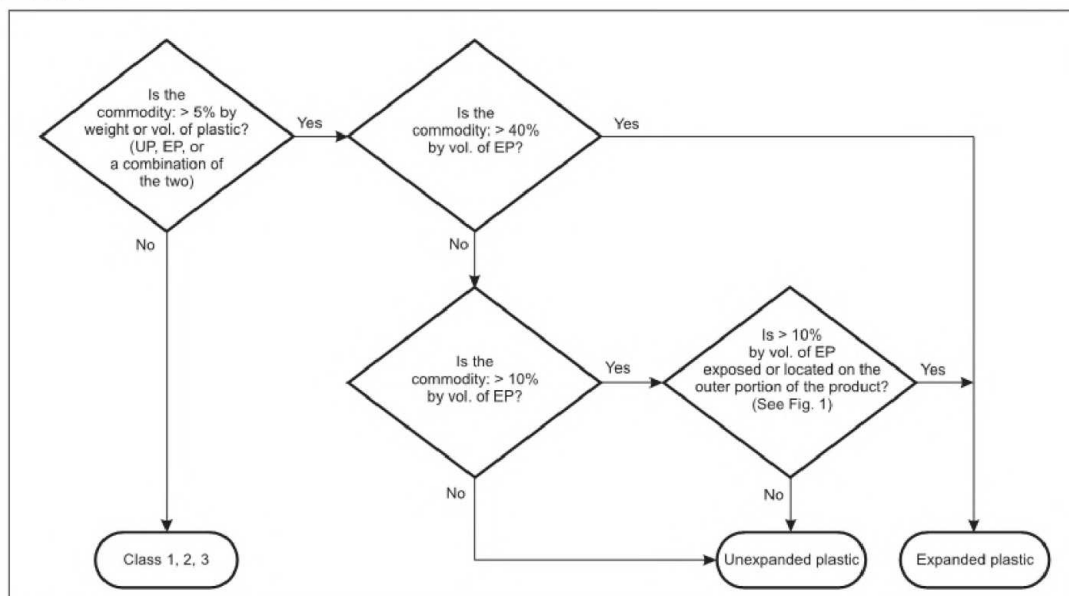 Is the
commodity: > 5% by
weight or vol. of plastic?
(UP, EP, or
a combination of
the two)
Yes
Is the
commodity: > 40%
by vol. of EP?
Yes
No
No
Is the
commodity: > 10%
by vol. of EP?
Yes
Is > 10%
by vol. of EP
exposed or located on the
outer portion of the product?
(See Fig. 1)
Yes
No
No
Class 1, 2, 3
Unexpanded plastic
Expanded plastic